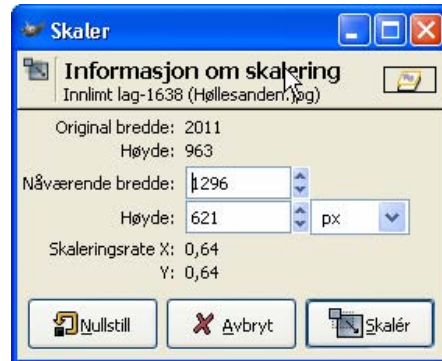 Skaler
Informasjon om skalering
Innlimt lag-1638 (Høllesanden.jpg)
Original bredde: 2011
Høyde: 963
Nåværende bredde: 1296
Høyde: 621 px
Skaleringsrate X: 0,64
Y: 0,64
Nullstill Avbryt Skalér